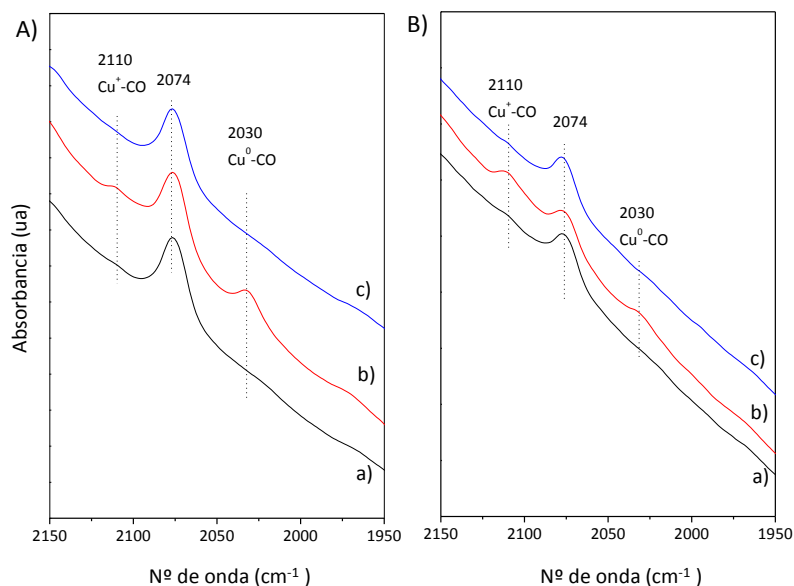 A)
2110
Cu⁺-CO
2074
2030
Cu⁰-CO
c)
b)
a)
Absorbancia (ua)
2150 2100 2050 2000 1950
Nº de onda (cm⁻¹ )
B)
2110
Cu⁺-CO
2074
2030
Cu⁰-CO
c)
b)
a)
2150 2100 2050 2000 1950
Nº de onda (cm⁻¹ )